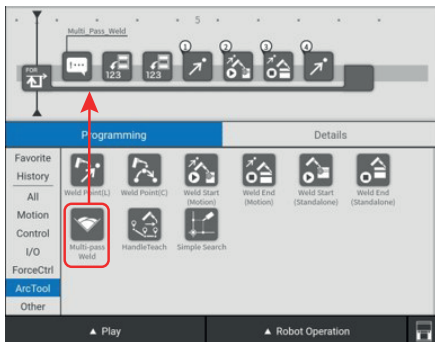 5
Multi_Pass_Weld
1 2 3 4
FOR
!...
123 123
Programming Details
Favorite
History
All
Motion
Control
I/O
ForceCtrl
ArcTool
Other
Weld Point(L) Weld Point(C) Weld Start (Motion) Weld End (Motion) Weld Start (Standalone) Weld End (Standalone)
Multi-pass Weld HandleTeach Simple Search
▲ Play ▲ Robot Operation